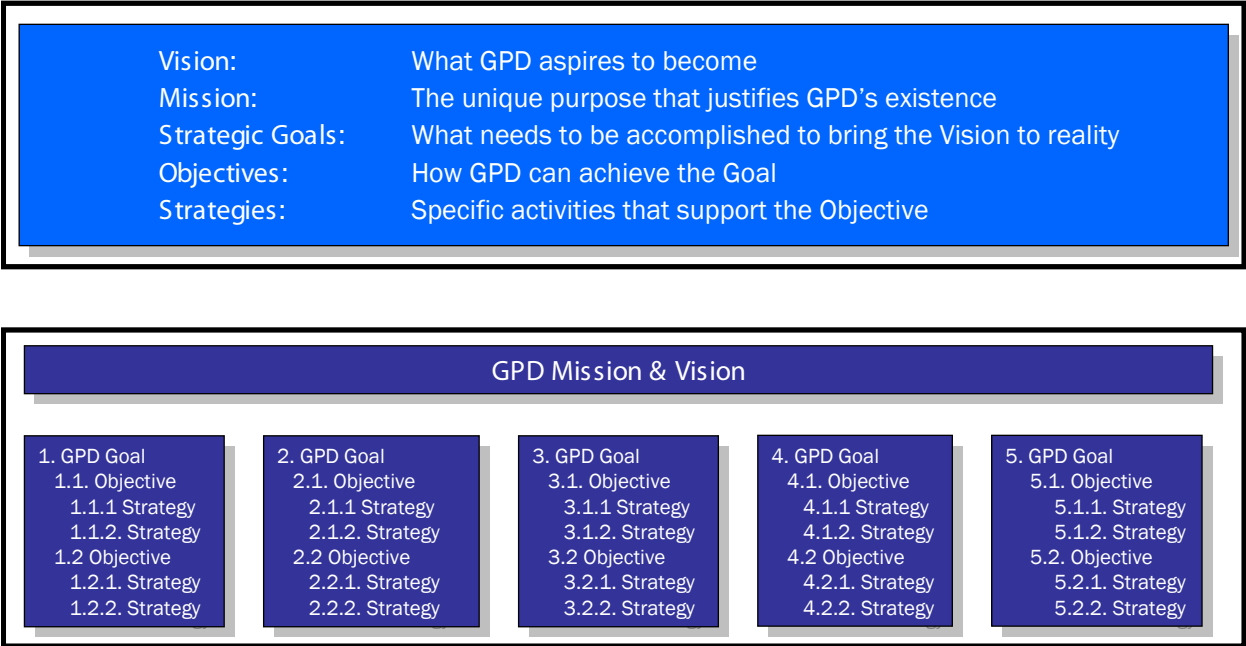 Vision: What GPD aspires to become
Mission: The unique purpose that justifies GPD’s existence
Strategic Goals: What needs to be accomplished to bring the Vision to reality
Objectives: How GPD can achieve the Goal
Strategies: Specific activities that support the Objective
GPD Mission & Vision
1. GPD Goal
1.1. Objective
1.1.1 Strategy
1.1.2. Strategy
1.2 Objective
1.2.1. Strategy
1.2.2. Strategy
2. GPD Goal
2.1. Objective
2.1.1 Strategy
2.1.2. Strategy
2.2 Objective
2.2.1. Strategy
2.2.2. Strategy
3. GPD Goal
3.1. Objective
3.1.1 Strategy
3.1.2. Strategy
3.2 Objective
3.2.1. Strategy
3.2.2. Strategy
4. GPD Goal
4.1. Objective
4.1.1 Strategy
4.1.2. Strategy
4.2 Objective
4.2.1. Strategy
4.2.2. Strategy
5. GPD Goal
5.1. Objective
5.1.1. Strategy
5.1.2. Strategy
5.2. Objective
5.2.1. Strategy
5.2.2. Strategy